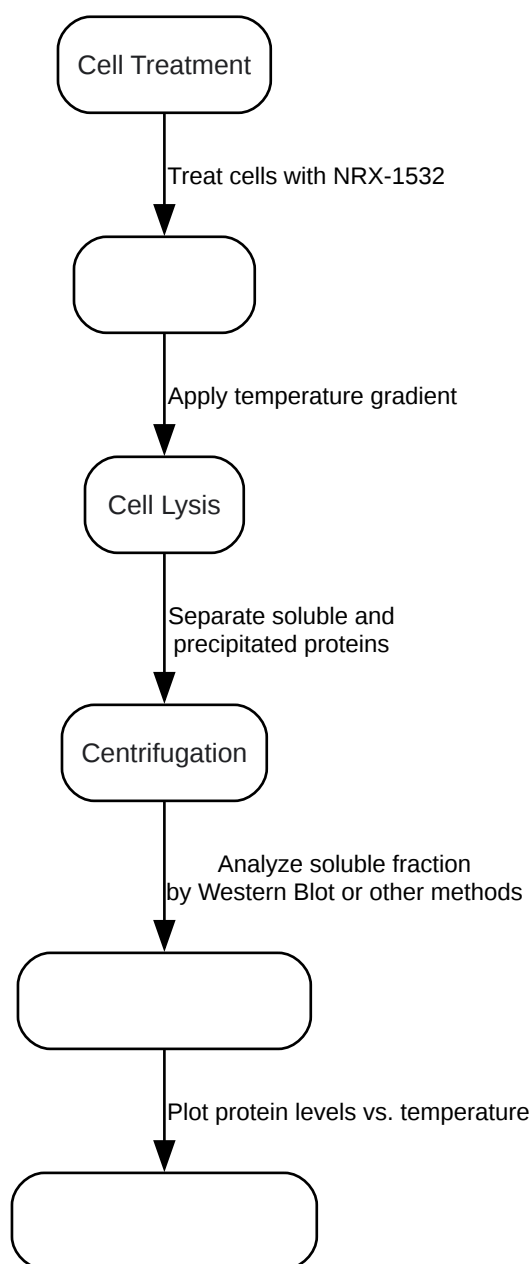 Cell Treatment
Treat cells with NRX-1532
Apply temperature gradient
Cell Lysis
Separate soluble and
precipitated proteins
Centrifugation
Analyze soluble fraction
by Western Blot or other methods
Plot protein levels vs. temperature